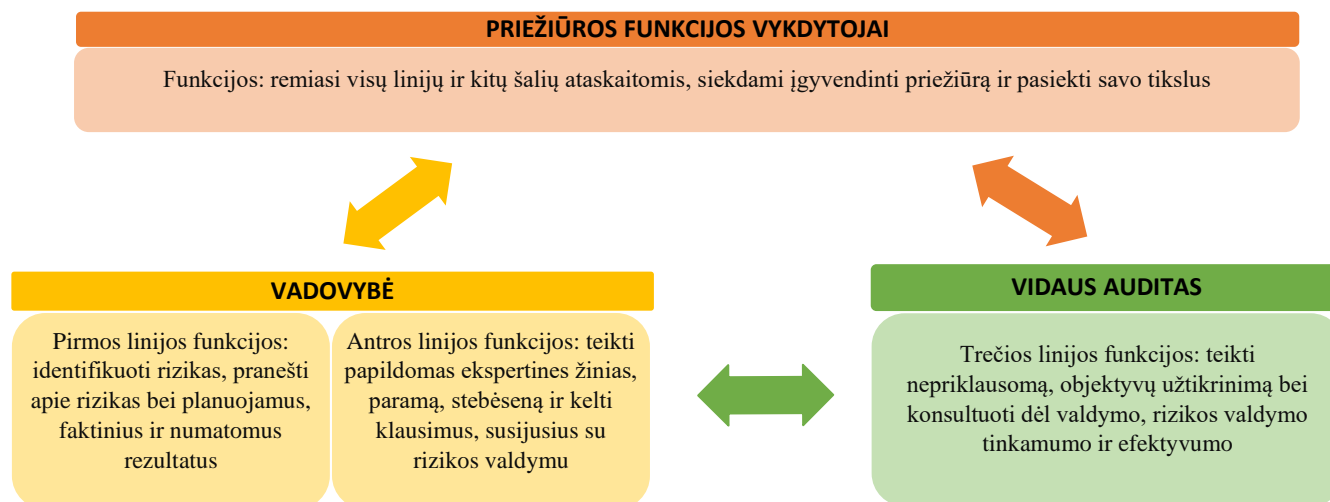 PRIEŽIŪROS FUNKCIJOS VYKDYTOJAI
Funkcijos: remiasi visų linijų ir kitų šalių ataskaitomis, siekdami įgyvendinti priežiūrą ir pasiekti savo tikslus
VADOVYBĖ
Pirmos linijos funkcijos:
identifikuoti rizikas, pranešti
apie rizikas bei planuojamus,
faktinius ir numatomus
rezultatus
Antros linijos funkcijos: teikti
papildomas ekspertines žinias,
paramą, stebėseną ir kelti
klausimus, susijusius su
rizikos valdymu
VIDAUS AUDITAS
Trečios linijos funkcijos: teikti
nepriklausomą, objektyvų užtikrinimą bei
konsultuoti dėl valdymo, rizikos valdymo
tinkamumo ir efektyvumo